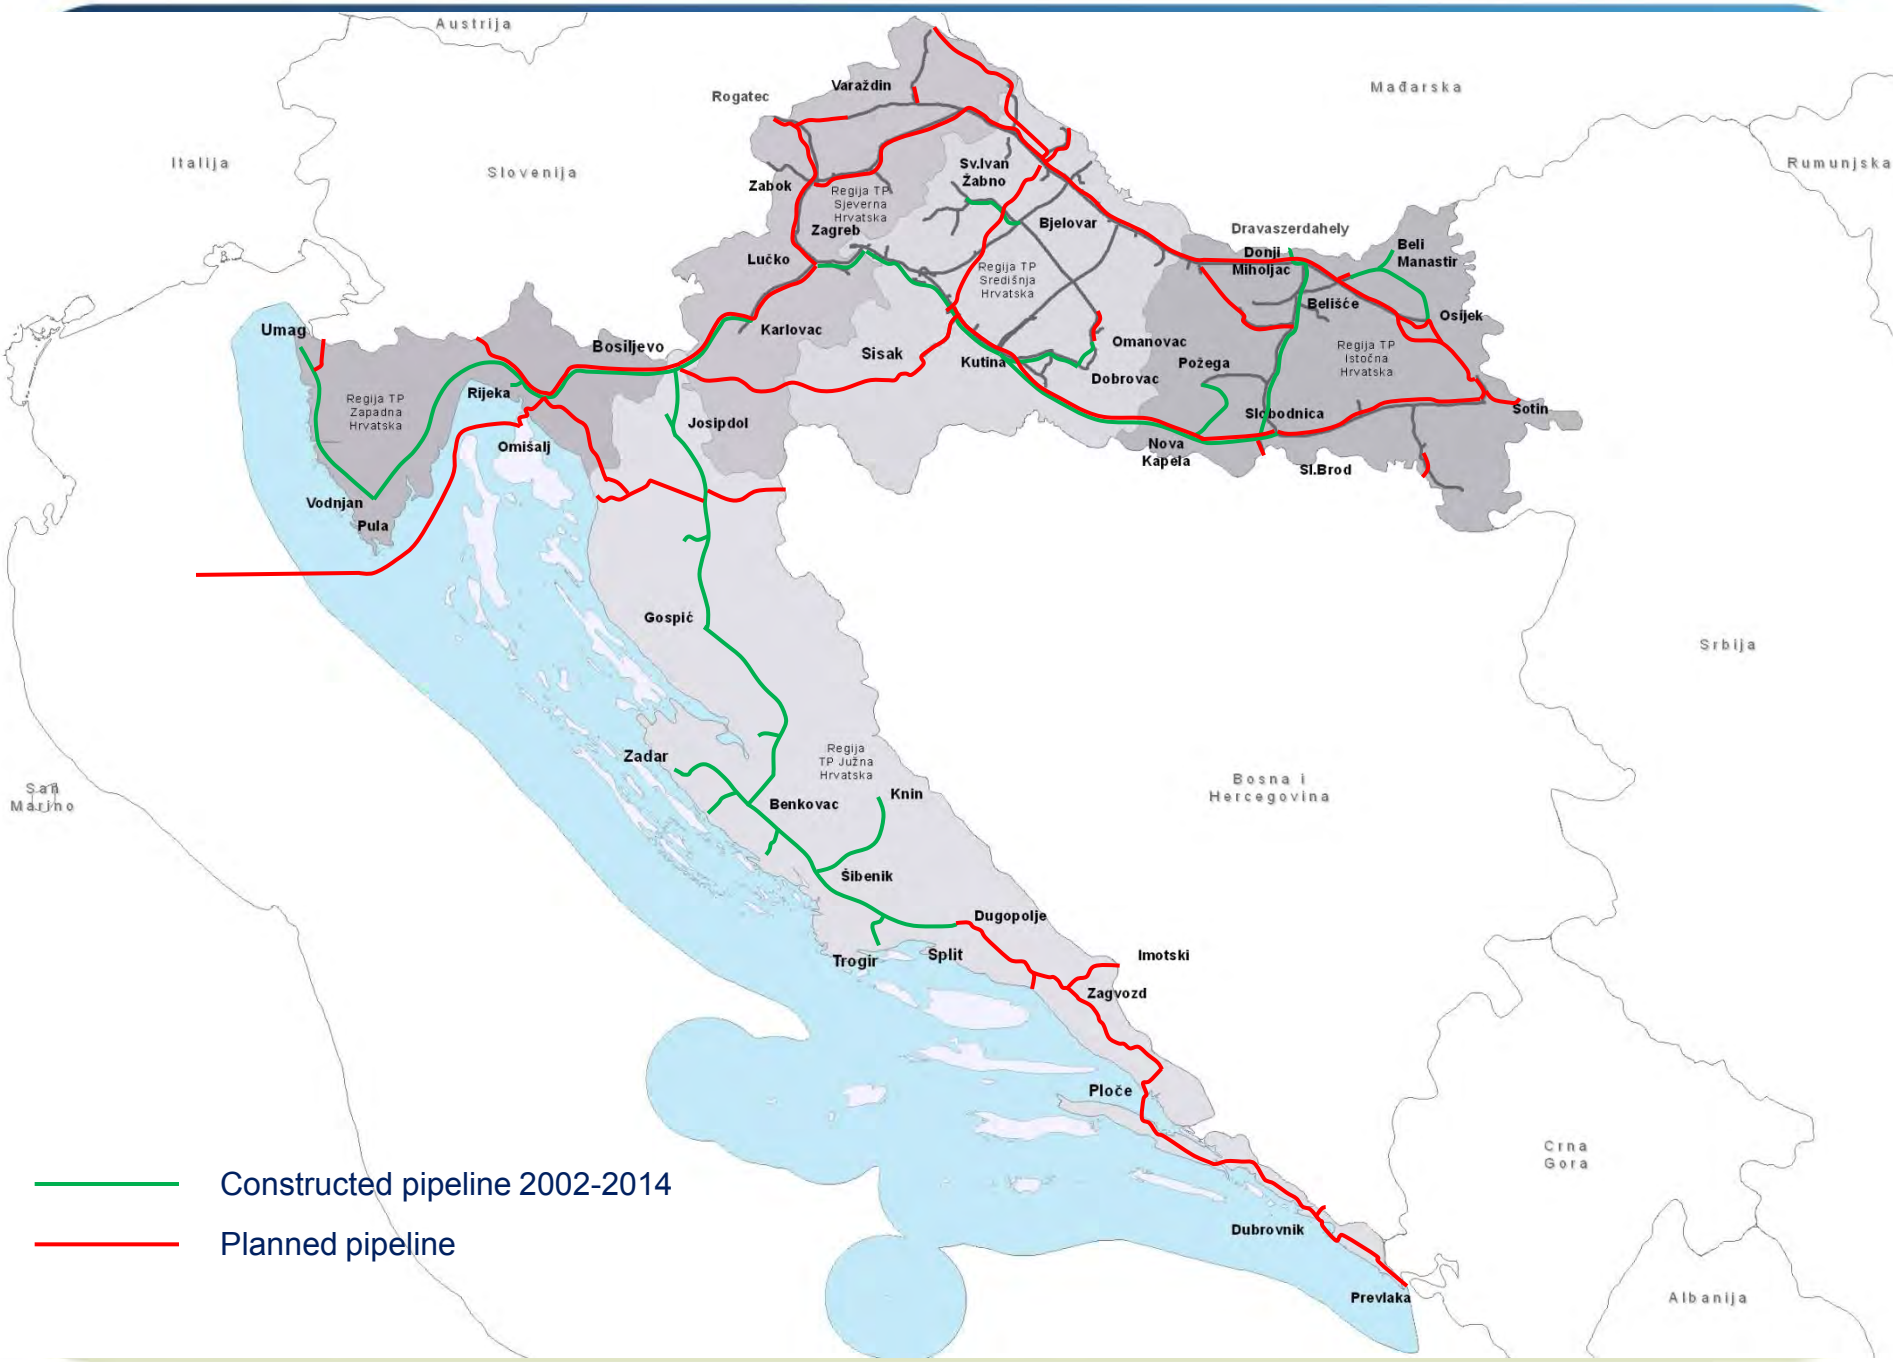 Austrija
Mađarska
Rogatec
Varaždin
Italija
Slovenija
Rumunjska
Sv.Ivan
Žabno
Zabok
Regija TP
Sjeverna
Hrvatska
Zagreb
Bjelovar
Dravaszerdahely
Donji
Miholjac
Beli
Manastir
Lučko
Regija TP
Središnja
Hrvatska
Belišće
Osijek
Umag
Karlovac
Bosiljevo
Sisak
Kutina
Omanovac
Požega
Regija TP
Istočna
Hrvatska
Dobrovac
Rijeka
Regija TP
Zapadna
Hrvatska
Josipdol
Slobodnica
Sotin
Omišalj
Nova
Kapela
Sl.Brod
Vodnjan
Pula
Gospić
Srbija
Zadar
Regija
TP Južna
Hrvatska
Bosna i
Hercegovina
San
Marino
Benkovac
Knin
Šibenik
Dugopolje
Trogir
Split
Imotski
Zagvozd
Ploče
Crna
Gora
Constructed pipeline 2002-2014
Planned pipeline
Dubrovnik
Prevlaka
Albanija